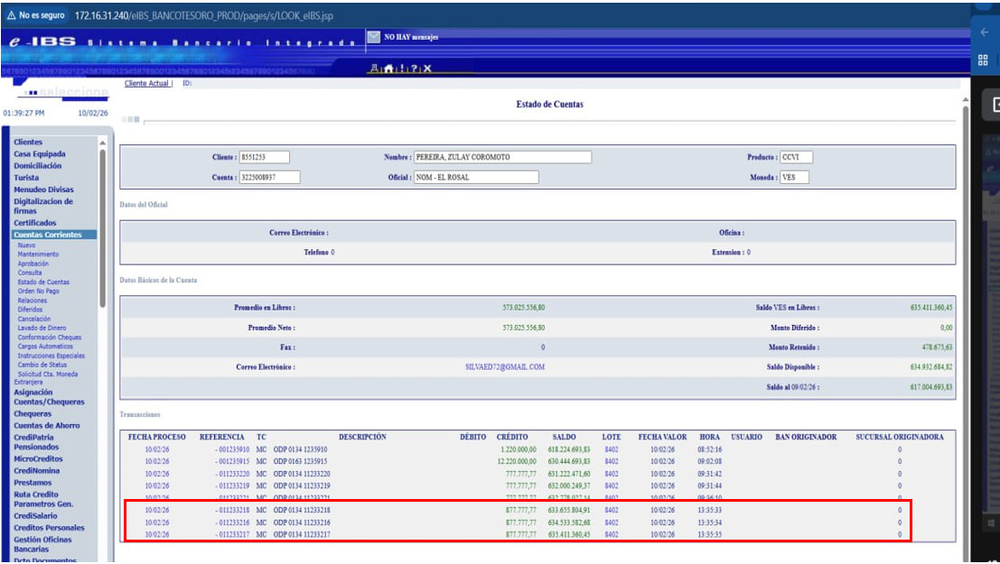 No es seguro 172.16.31.240/eIBS_BANCOTESORO_PROD/pages/s/LOOK_eIBS.jsp
e-IBS Sistema Bancario Integrado
NO HAY mensajes
Cliente Actual | ID:
seleccione
01:39:27 PM 10/02/26
Clientes
Casa Equipada
Domiciliación
Turista
Menudeo Divisas
Digitalizacion de
firmas
Certificados
Cuentas Corrientes
Nuevo
Mantenimiento
Aprobación
Consulta
Estado de Cuentas
Orden No Pago
Relaciones
Diferidos
Cancelación
Lavado de Dinero
Conformación Cheques
Cargos Automaticos
Instrucciones Especiales
Cambio de Status
Solicitud Cta. Moneda
Extranjera
Asignación
Cuentas/Chequeras
Chequeras
Cuentas de Ahorro
CrediPatria
Pensionados
MicroCreditos
CrediNomina
Prestamos
Ruta Credito
Parametros Gen.
CrediSalario
Creditos Personales
Gestión Oficinas
Bancarias
Dcto Documentos
Estado de Cuentas
Cliente : 8551253 Nombre : PEREIRA, ZULAY COROMOTO Producto : CCVI
Cuenta : 3225008937 Oficial : NOM - EL ROSAL Moneda : VES
Datos del Oficial
Correo Electrónico : Oficina :
Telefono 0 Extension : 0
Datos Básicos de la Cuenta
Promedio en Libros : 573.025.556,80 Saldo VES en Libros : 635.411.360,45
Promedio Neto : 573.025.556,80 Monto Diferido : 0,00
Fax : 0 Monto Retenido : 478.675,63
Correo Electrónico : SILVAED72@GMAIL.COM Saldo Disponible : 634.932.684,82
Saldo al 09/02/26 : 617.004.693,83
Transacciones
FECHA PROCESO REFERENCIA TC DESCRIPCIÓN DÉBITO CRÉDITO SALDO LOTE FECHA VALOR HORA USUARIO BAN ORIGINADOR SUCURSAL ORIGINADORA
10/02/26 - 001235910 MC ODP 0134 1235910 1.220.000,00 618.224.693,83 8402 10/02/26 08:52:16 0
10/02/26 - 001235915 MC ODP 0163 1235915 12.220.000,00 630.444.693,83 8402 10/02/26 09:02:08 0
10/02/26 - 011233220 MC ODP 0134 11233220 777.777,77 631.222.471,60 8402 10/02/26 09:31:42 0
10/02/26 - 011233219 MC ODP 0134 11233219 777.777,77 632.000.249,37 8402 10/02/26 09:31:44 0
10/02/26 - 011233221 MC ODP 0134 11233221 777.777,77 632.778.027,14 8402 10/02/26 09:36:10 0
10/02/26 - 011233218 MC ODP 0134 11233218 877.777,77 633.655.804,91 8402 10/02/26 13:35:33 0
10/02/26 - 011233216 MC ODP 0134 11233216 877.777,77 634.533.582,68 8402 10/02/26 13:35:34 0
10/02/26 - 011233217 MC ODP 0134 11233217 877.777,77 635.411.360,45 8402 10/02/26 13:35:35 0